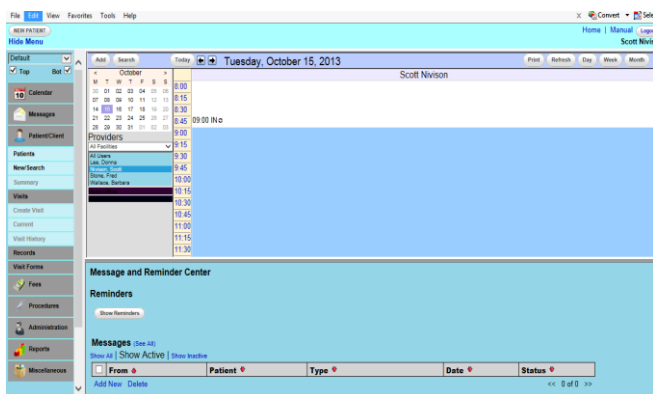 File Edit View Favorites Tools Help
X Convert Sele
NEW PATIENT
Home | Manual Logou
Hide Menu
Scott Nivis
Default
Top Bot
Calendar
Messages
Patient/Client
Patients
New/Search
Summary
Visits
Create Visit
Current
Visit History
Records
Visit Forms
Fees
Procedures
Administration
Reports
Miscellaneous
Add Search
< October >
M T W T F S S
30 01 02 03 04 05 06
07 08 09 10 11 12 13
14 15 16 17 18 19 20
21 22 23 24 25 26 27
28 29 30 31 01 02 03
Providers
All Facilities
All Users
Lee, Donna
Nivison, Scott
Stone, Fred
Wallace, Barbara
Today Tuesday, October 15, 2013 Print Refresh Day Week Month
Scott Nivison
8:00
8:15
8:30
8:45 09:00 IN
9:00
9:15
9:30
9:45
10:00
10:15
10:30
10:45
11:00
11:15
11:30
Message and Reminder Center
Reminders
Show Reminders
Messages (See All)
Show All | Show Active | Show Inactive
From Patient Type Date Status
Add New Delete << 0 of 0 >>